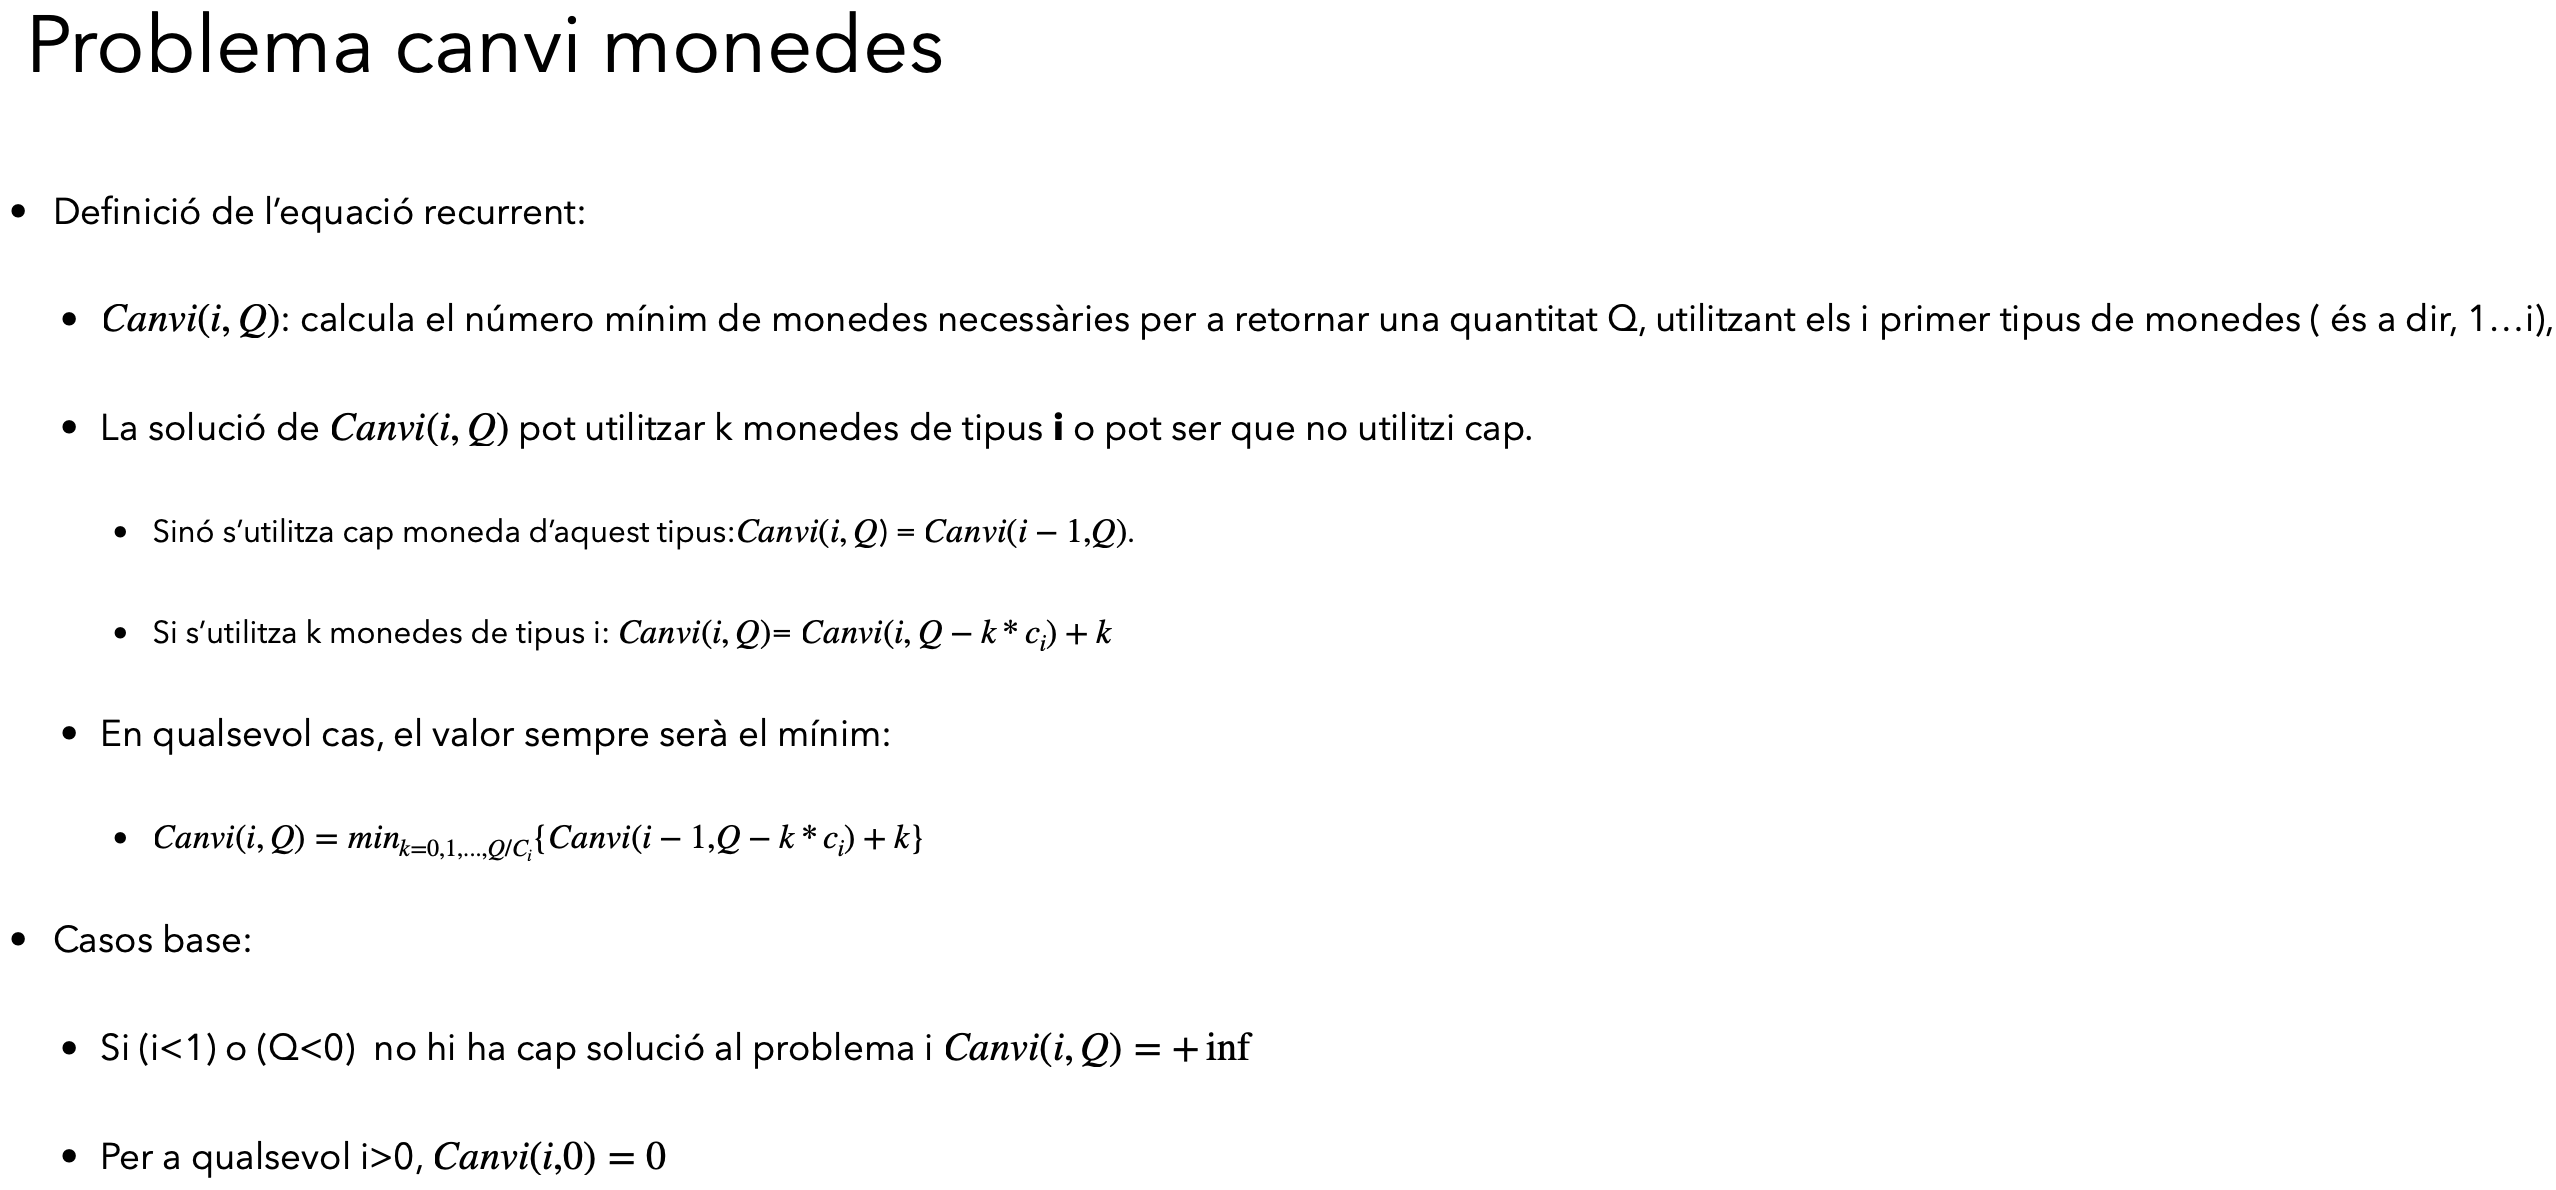 Problema canvi monedes
• Definició de l’equació recurrent:
• Canvi(i, Q): calcula el número mínim de monedes necessàries per a retornar una quantitat Q, utilitzant els i primer tipus de monedes ( és a dir, 1…i),
• La solució de Canvi(i, Q) pot utilitzar k monedes de tipus i o pot ser que no utilitzi cap.
• Sinó s’utilitza cap moneda d’aquest tipus:Canvi(i, Q) = Canvi(i − 1,Q).
• Si s’utilitza k monedes de tipus i: Canvi(i, Q)= Canvi(i, Q − k * c_i) + k
• En qualsevol cas, el valor sempre serà el mínim:
• Canvi(i, Q) = min_{k=0,1,…,Q/C_i}{Canvi(i − 1,Q − k * c_i) + k}
• Casos base:
• Si (i<1) o (Q<0)  no hi ha cap solució al problema i Canvi(i, Q) = + inf
• Per a qualsevol i>0, Canvi(i,0) = 0